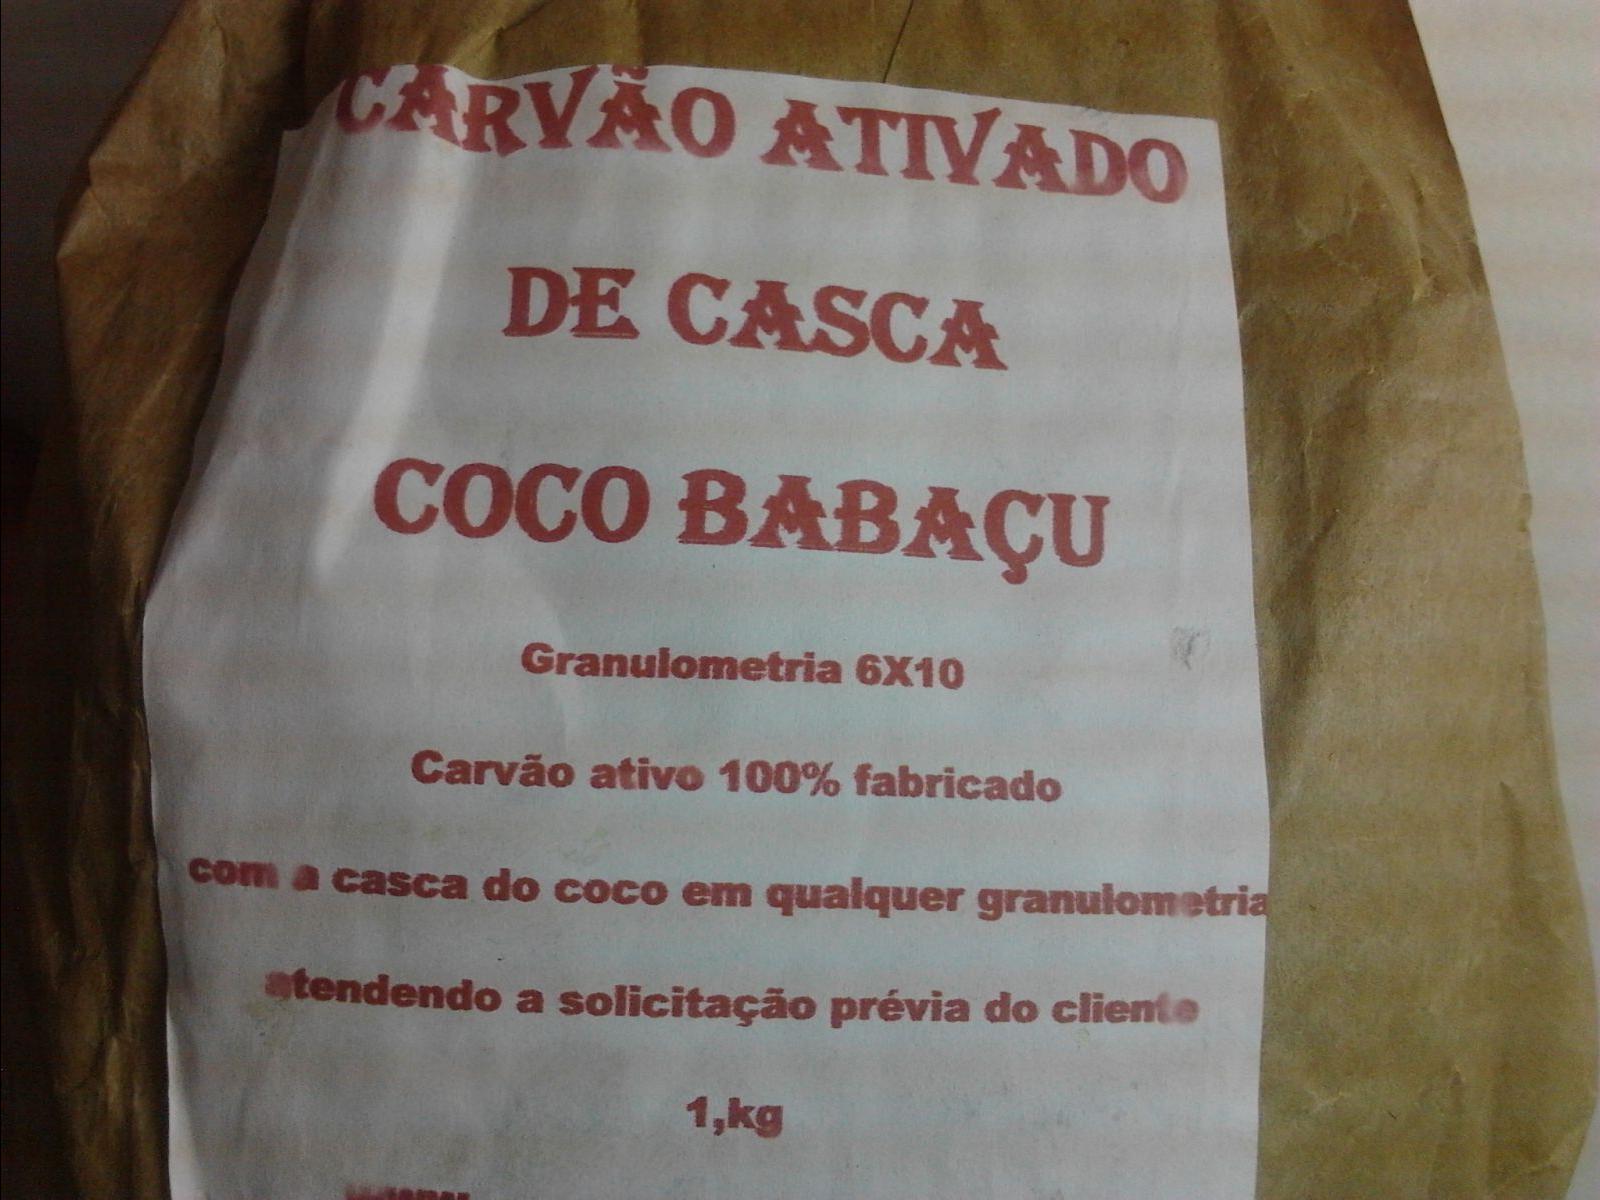 CARVÃO ATIVADO
DE CASCA
COCO BABAÇU
Granulometria 6X10
Carvão ativo 100% fabricado
com a casca do coco em qualquer granulometria
atendendo a solicitação prévia do cliente
1,kg